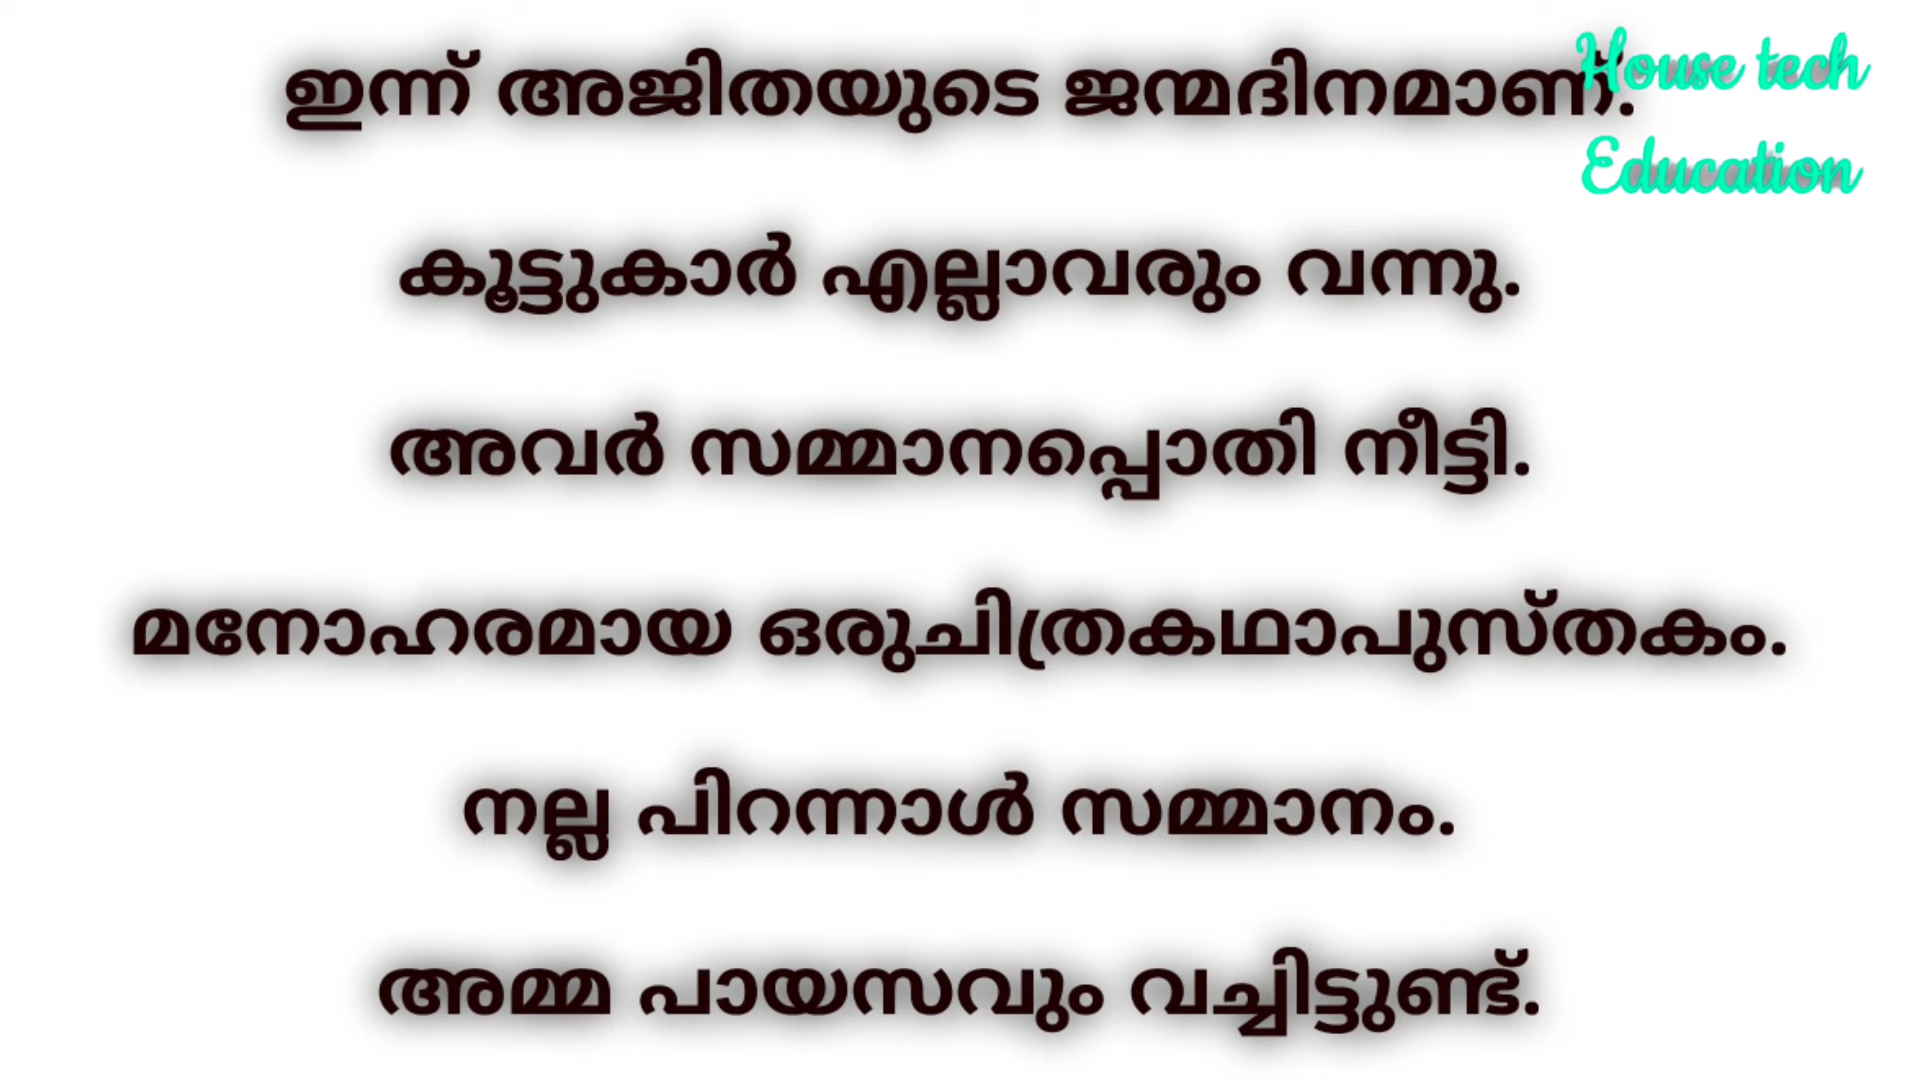 ഇന്ന് അജിതയുടെ ജന്മദിനമാണ്.
House tech
Education
കൂട്ടുകാർ എല്ലാവരും വന്നു.
അവർ സമ്മാനപ്പൊതി നീട്ടി.
മനോഹരമായ ഒരുചിത്രകഥാപുസ്തകം.
നല്ല പിറന്നാൾ സമ്മാനം.
അമ്മ പായസവും വച്ചിട്ടുണ്ട്.